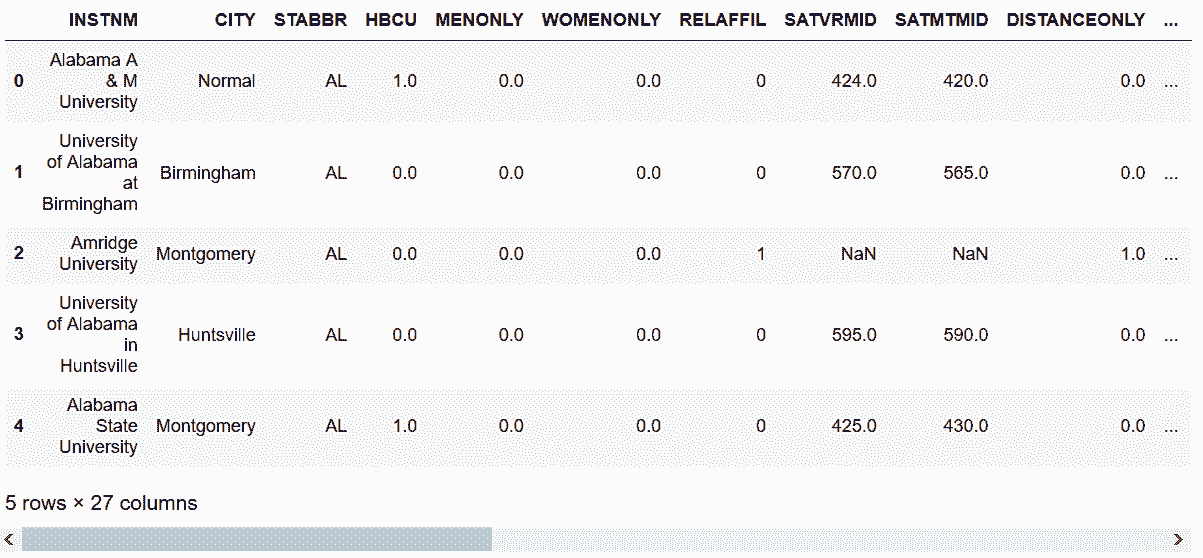 INSTNM CITY STABBR HBCU MENONLY WOMENONLY RELAFFIL SATVRMID SATMTMID DISTANCEONLY ...
Alabama A
0 & M Normal AL 1.0 0.0 0.0 0 424.0 420.0 0.0 ...
University
University
of Alabama
1 at Birmingham AL 0.0 0.0 0.0 0 570.0 565.0 0.0 ...
Birmingham
Amridge
2 University Montgomery AL 0.0 0.0 0.0 1 NaN NaN 1.0 ...
University
of Alabama
3 in Huntsville AL 0.0 0.0 0.0 0 595.0 590.0 0.0 ...
Huntsville
Alabama
4 State Montgomery AL 1.0 0.0 0.0 0 425.0 430.0 0.0 ...
University
5 rows × 27 columns